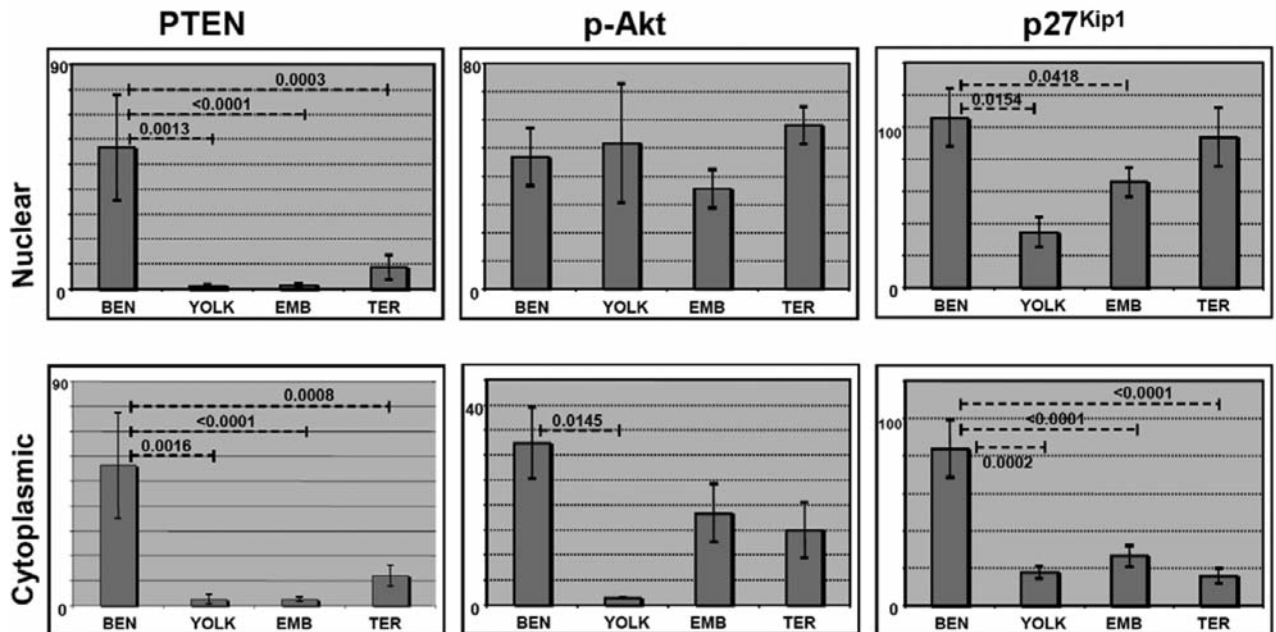 PTEN p-Akt p27Kip1
Nuclear
90
0.0003
<0.0001
0.0013
0
BEN YOLK EMB TER
80
0
BEN YOLK EMB TER
0.0418
0.0154
100
0
BEN YOLK EMB TER
Cytoplasmic
90
0.0008
<0.0001
0.0016
0
BEN YOLK EMB TER
40
0.0145
0
BEN YOLK EMB TER
<0.0001
100
<0.0001
0.0002
0
BEN YOLK EMB TER